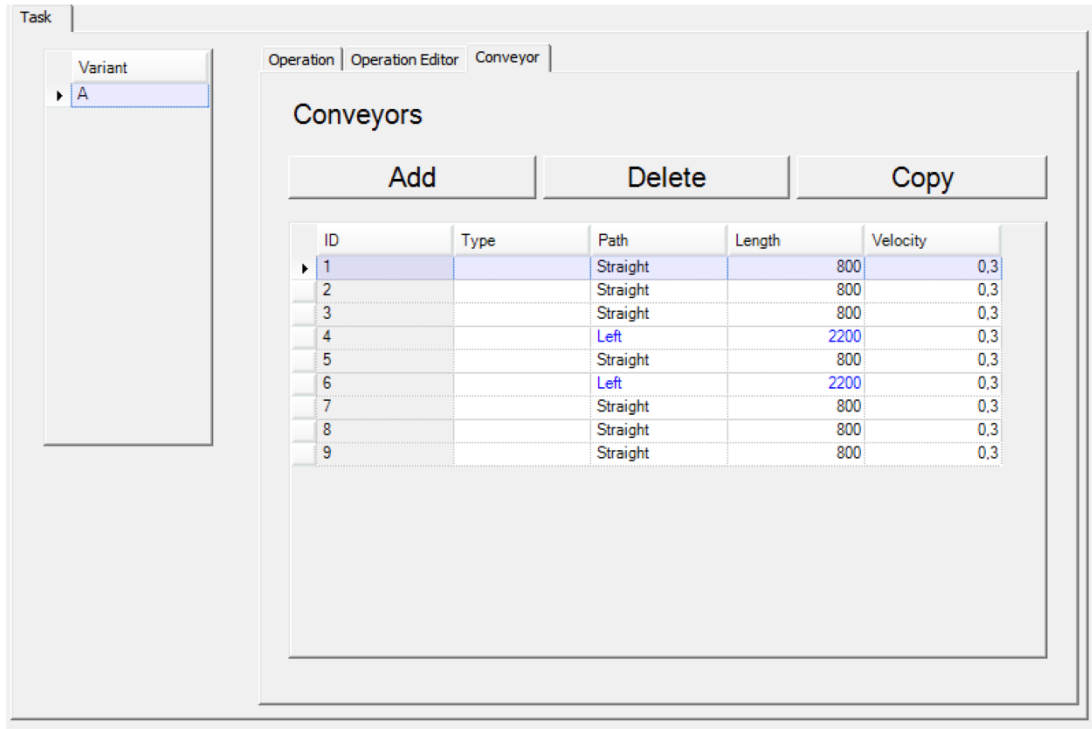 Task
Variant
A
Operation Operation Editor Conveyor
Conveyors
Add Delete Copy
ID Type Path Length Velocity
1 Straight 800 0,3
2 Straight 800 0,3
3 Straight 800 0,3
4 Left 2200 0,3
5 Straight 800 0,3
6 Left 2200 0,3
7 Straight 800 0,3
8 Straight 800 0,3
9 Straight 800 0,3